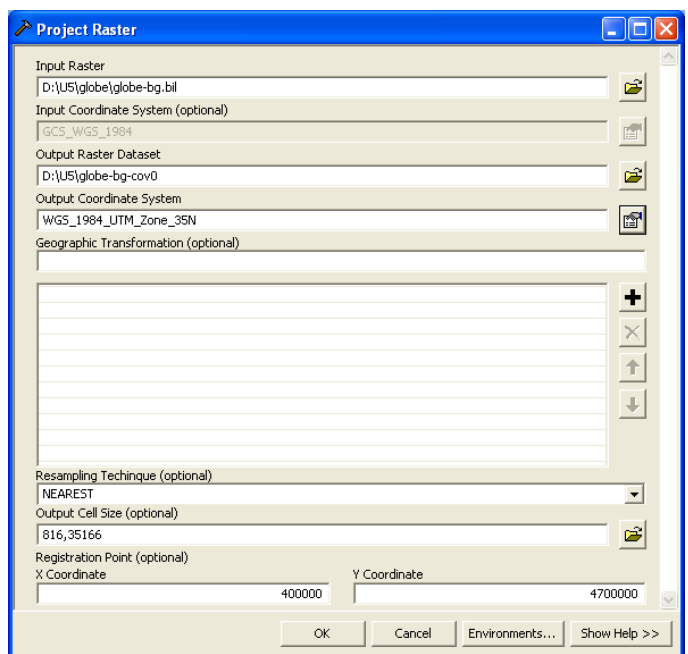 Project Raster
Input Raster
D:\U5\globe\globe-bg.bil
Input Coordinate System (optional)
GCS_WGS_1984
Output Raster Dataset
D:\U5\globe-bg-cov0
Output Coordinate System
WGS_1984_UTM_Zone_35N
Geographic Transformation (optional)
Resampling Techinque (optional)
NEAREST
Output Cell Size (optional)
816,35166
Registration Point (optional)
X Coordinate Y Coordinate
400000 4700000
OK Cancel Environments... Show Help >>